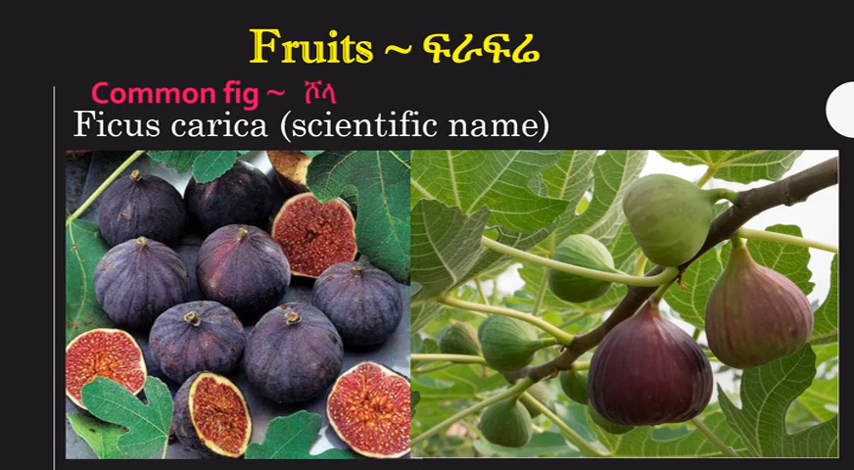 Fruits ~ ፍራፍሬ
Common fig ~ ሾላ
Ficus carica (scientific name)